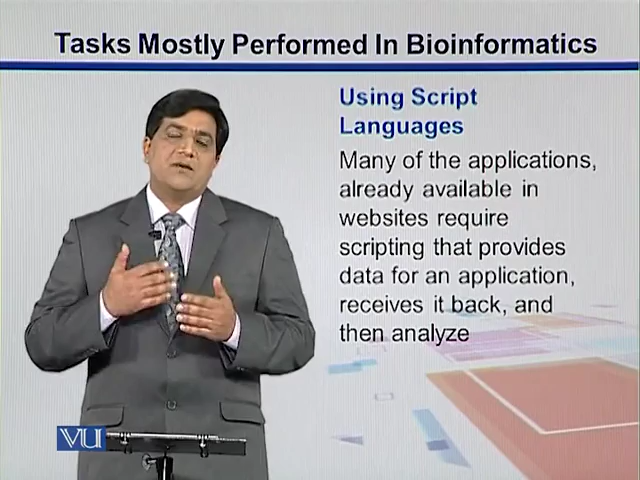 Tasks Mostly Performed In Bioinformatics
Using Script
Languages
Many of the applications,
already available in
websites require
scripting that provides
data for an application,
receives it back, and
then analyze
VU